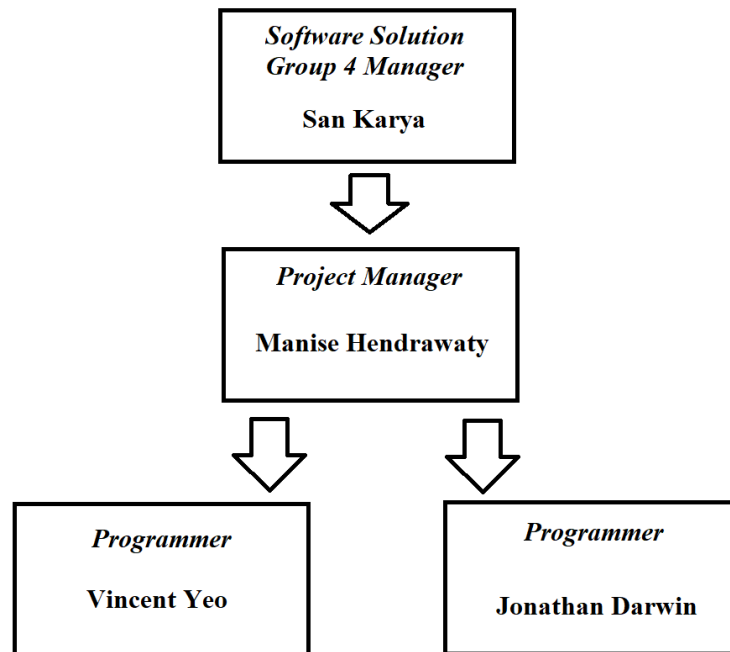 Software Solution
Group 4 Manager
San Karya
Project Manager
Manise Hendrawaty
Programmer
Vincent Yeo
Programmer
Jonathan Darwin